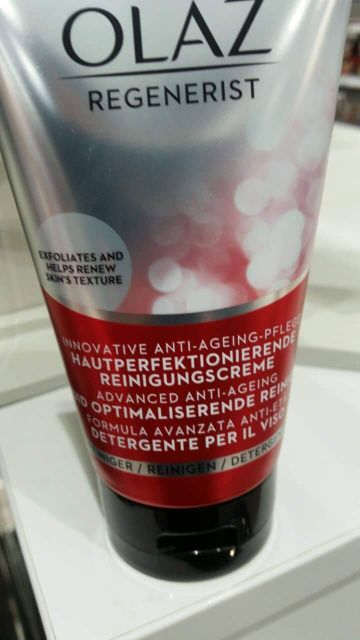 OLAZ
REGENERIST
EXFOLIATES AND
HELPS RENEW
SKIN'S TEXTURE
INNOVATIVE ANTI-AGEING-PFLEGE
HAUTPERFEKTIONIERENDE
REINIGUNGSCREME
ADVANCED ANTI-AGEING
OPTIMALISERENDE
FORMULA AVANZATA
DETERGENTE PER IL VISO
/ REINIGEN /